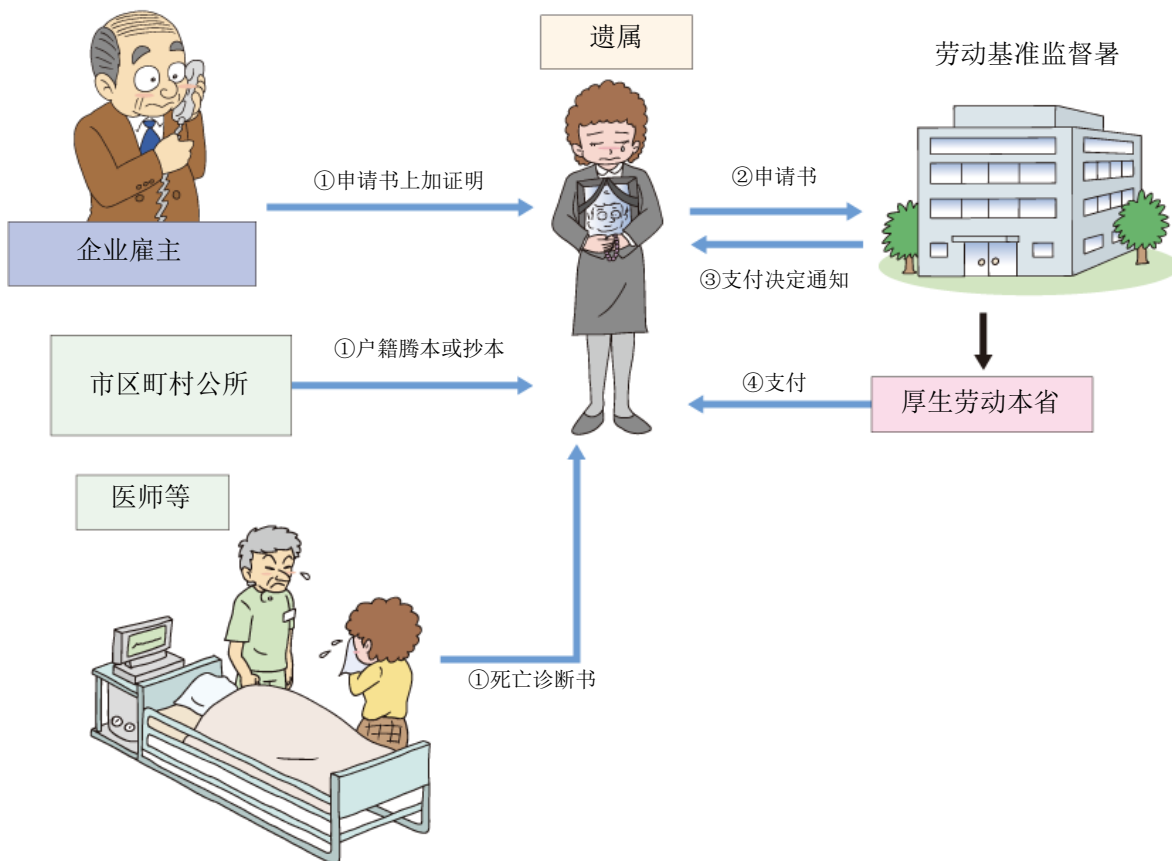 遗属
劳动基准监督暑
①申请书上加证明
②申请书
企业雇主
③支付决定通知
①户籍腾本或抄本
市区町村公所
④支付
厚生劳动本省
医师等
①死亡诊断书